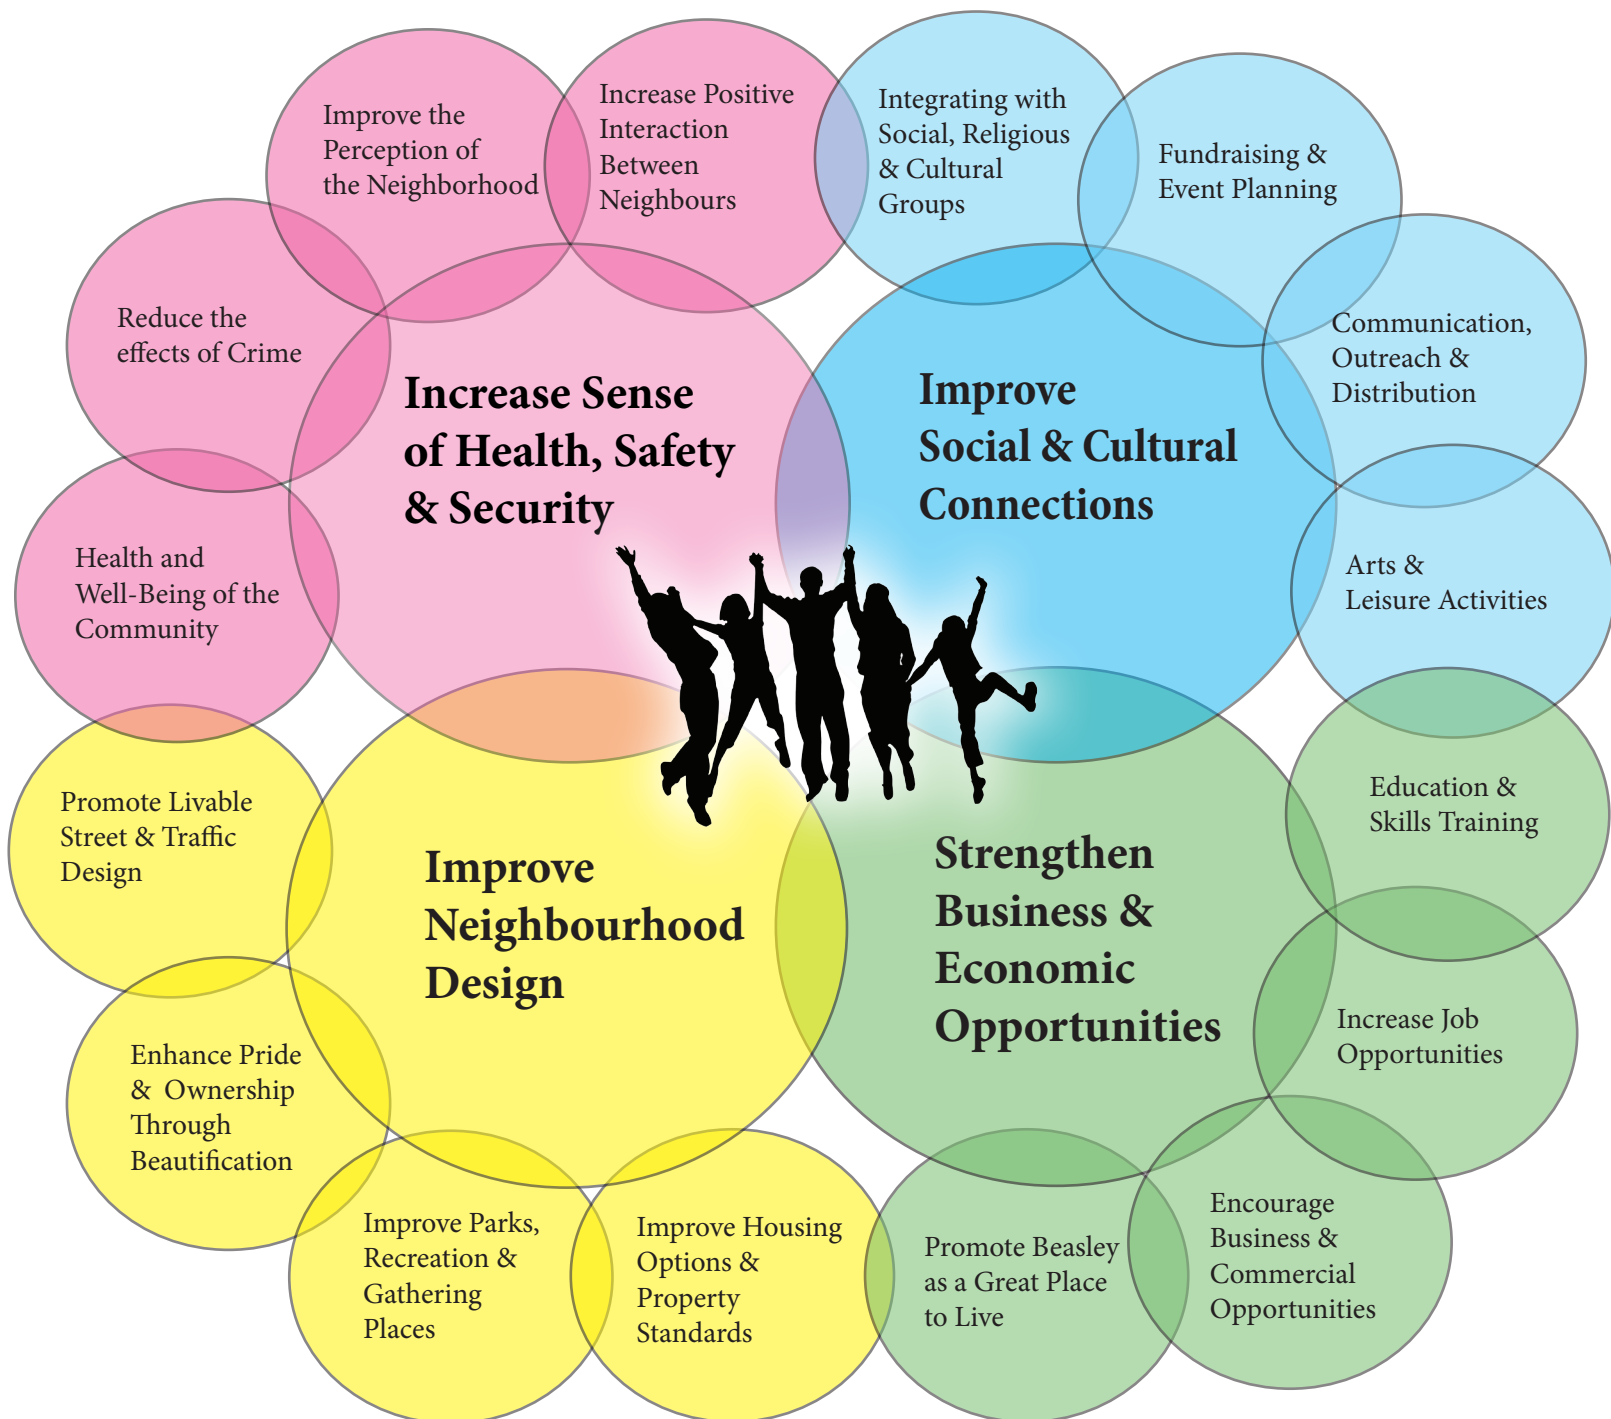 Improve the
Perception of
the Neighborhood
Increase Positive
Interaction
Between
Neighbours
Integrating with
Social, Religious
& Cultural
Groups
Fundraising &
Event Planning
Reduce the
effects of Crime
Communication,
Outreach &
Distribution
Increase Sense
of Health, Safety
& Security
Improve
Social & Cultural
Connections
Health and
Well-Being of the
Community
Arts &
Leisure Activities
Promote Livable
Street & Traffic
Design
Education &
Skills Training
Improve
Neighbourhood
Design
Strengthen
Business &
Economic
Opportunities
Enhance Pride
& Ownership
Through
Beautification
Increase Job
Opportunities
Improve Parks,
Recreation &
Gathering
Places
Improve Housing
Options &
Property
Standards
Promote Beasley
as a Great Place
to Live
Encourage
Business &
Commercial
Opportunities